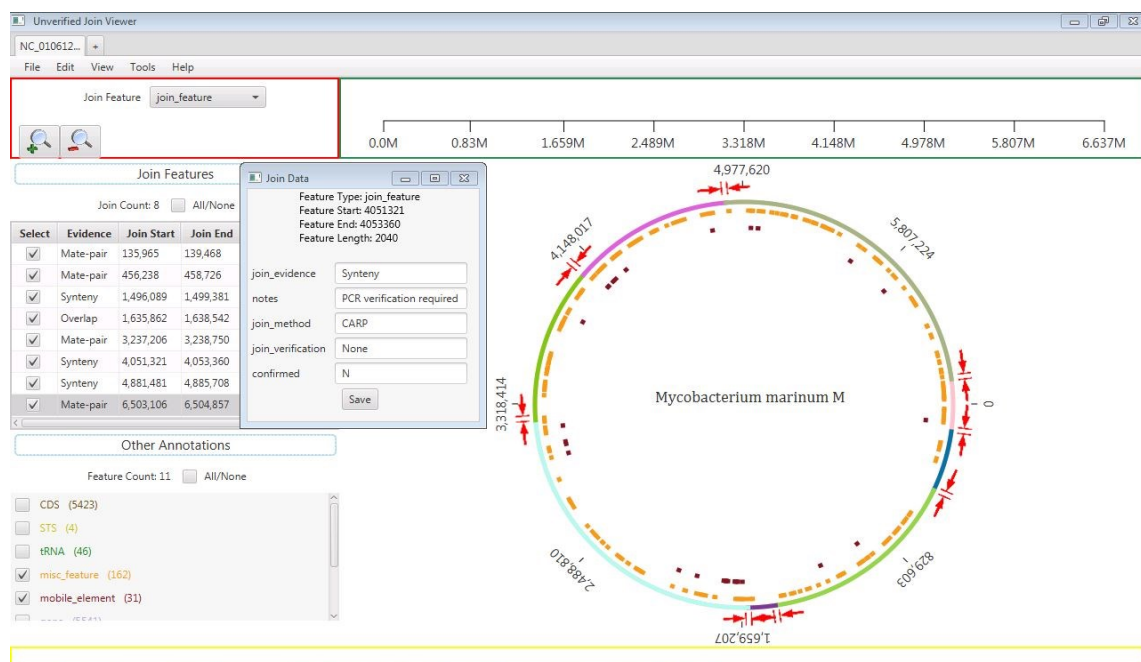 Unverified Join Viewer
NC_010612... +
File Edit View Tools Help
Join Feature join_feature
0.0M 0.83M 1.659M 2.489M 3.318M 4.148M 4.978M 5.807M 6.637M
Join Features
Join Count: 8 All/None
Select Evidence Join Start Join End
Mate-pair 135,965 139,468
Mate-pair 456,238 458,726
Synteny 1,496,089 1,499,381
Overlap 1,635,862 1,638,542
Mate-pair 3,237,206 3,238,750
Synteny 4,051,321 4,053,360
Synteny 4,881,481 4,885,708
Mate-pair 6,503,106 6,504,857
Join Data
Feature Type: join_feature
Feature Start: 4051321
Feature End: 4053360
Feature Length: 2040
join_evidence Synteny
notes PCR verification required
join_method CARP
join_verification None
confirmed N
Save
4,977,620
5,807,224
4,148,017
3,318,414
Mycobacterium marinum M
0
2,488,810
829,603
1,659,207
Other Annotations
Feature Count: 11 All/None
CDS (5423)
STS (4)
tRNA (46)
misc_feature (162)
mobile_element (31)